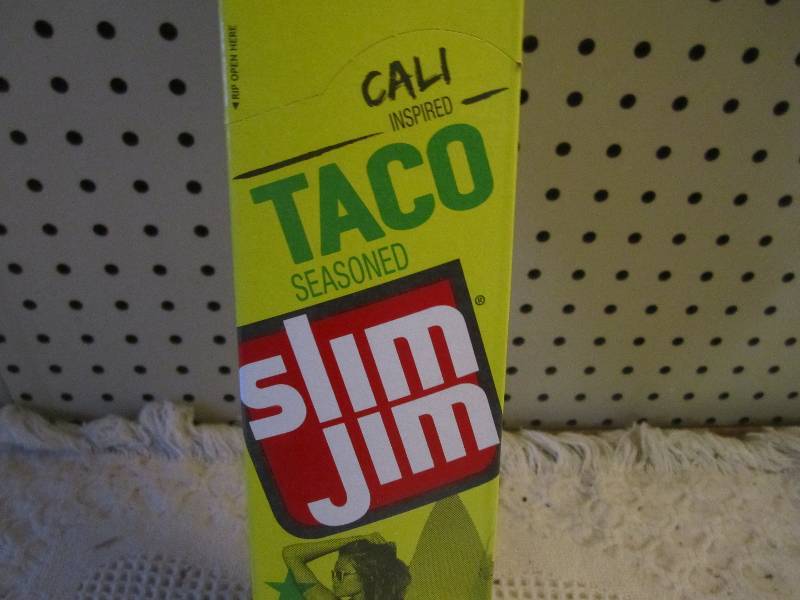 RIP OPEN HERE
CALI
INSPIRED
TACO
SEASONED
slim
jim
®